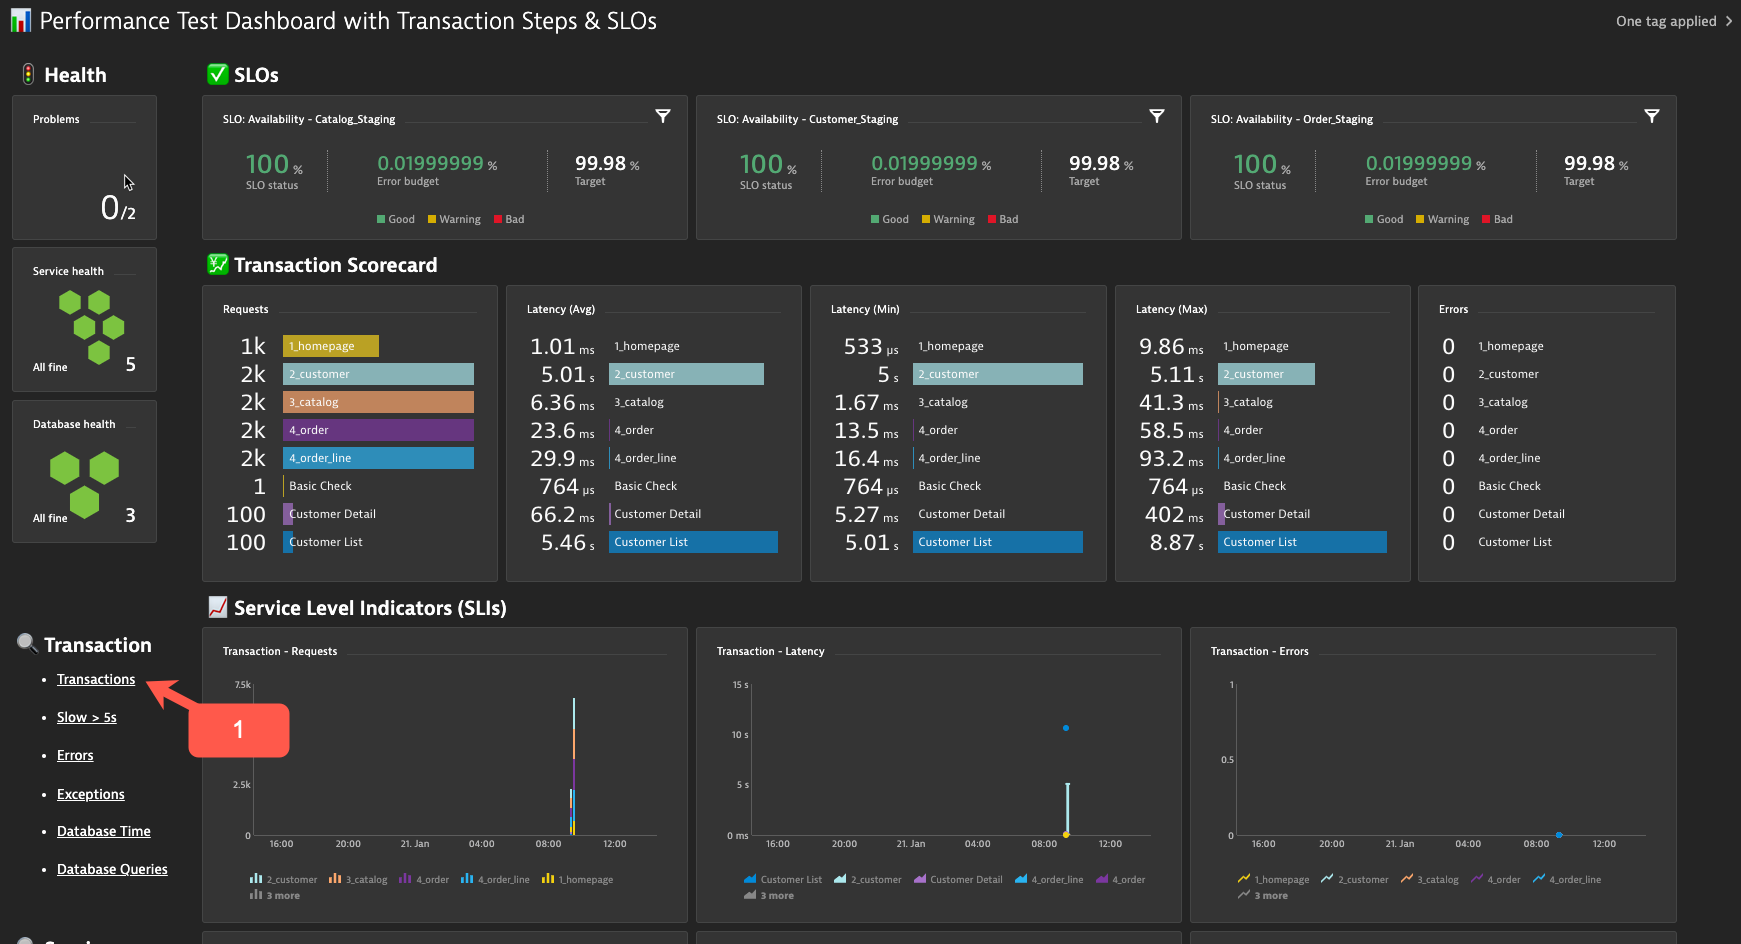 Performance Test Dashboard with Transaction Steps & SLOs
One tag applied
Health
SLOs
Problems
0/2
SLO: Availability - Catalog_Staging
100 %
SLO status
0.01999999 %
Error budget
99.98 %
Target
Good Warning Bad
SLO: Availability - Customer_Staging
100 %
SLO status
0.01999999 %
Error budget
99.98 %
Target
Good Warning Bad
SLO: Availability - Order_Staging
100 %
SLO status
0.01999999 %
Error budget
99.98 %
Target
Good Warning Bad
Service health
All fine 5
Database health
All fine 3
Transaction Scorecard
Requests
1k 1_homepage
2k 2_customer
2k 3_catalog
2k 4_order
2k 4_order_line
1 Basic Check
100 Customer Detail
100 Customer List
Latency (Avg)
1.01 ms 1_homepage
5.01 s 2_customer
6.36 ms 3_catalog
23.6 ms 4_order
29.9 ms 4_order_line
764 µs Basic Check
66.2 ms Customer Detail
5.46 s Customer List
Latency (Min)
533 µs 1_homepage
5 s 2_customer
1.67 ms 3_catalog
13.5 ms 4_order
16.4 ms 4_order_line
764 µs Basic Check
5.27 ms Customer Detail
5.01 s Customer List
Latency (Max)
9.86 ms 1_homepage
5.11 s 2_customer
41.3 ms 3_catalog
58.5 ms 4_order
93.2 ms 4_order_line
764 µs Basic Check
402 ms Customer Detail
8.87 s Customer List
Errors
0 1_homepage
0 2_customer
0 3_catalog
0 4_order
0 4_order_line
0 Basic Check
0 Customer Detail
0 Customer List
Transaction
Transactions
Slow > 5s
Errors
Exceptions
Database Time
Database Queries
1
Service Level Indicators (SLIs)
Transaction - Requests
7.5k
2.5k
0
16:00 20:00 21. Jan 04:00 08:00 12:00
2_customer 3_catalog 4_order 4_order_line 1_homepage
3 more
Transaction - Latency
15 s
10 s
5 s
0 ms
16:00 20:00 21. Jan 04:00 08:00 12:00
Customer List 2_customer Customer Detail 4_order_line 4_order
3 more
Transaction - Errors
1
0.5
0
16:00 20:00 21. Jan 04:00 08:00 12:00
1_homepage 2_customer 3_catalog 4_order 4_order_line
3 more